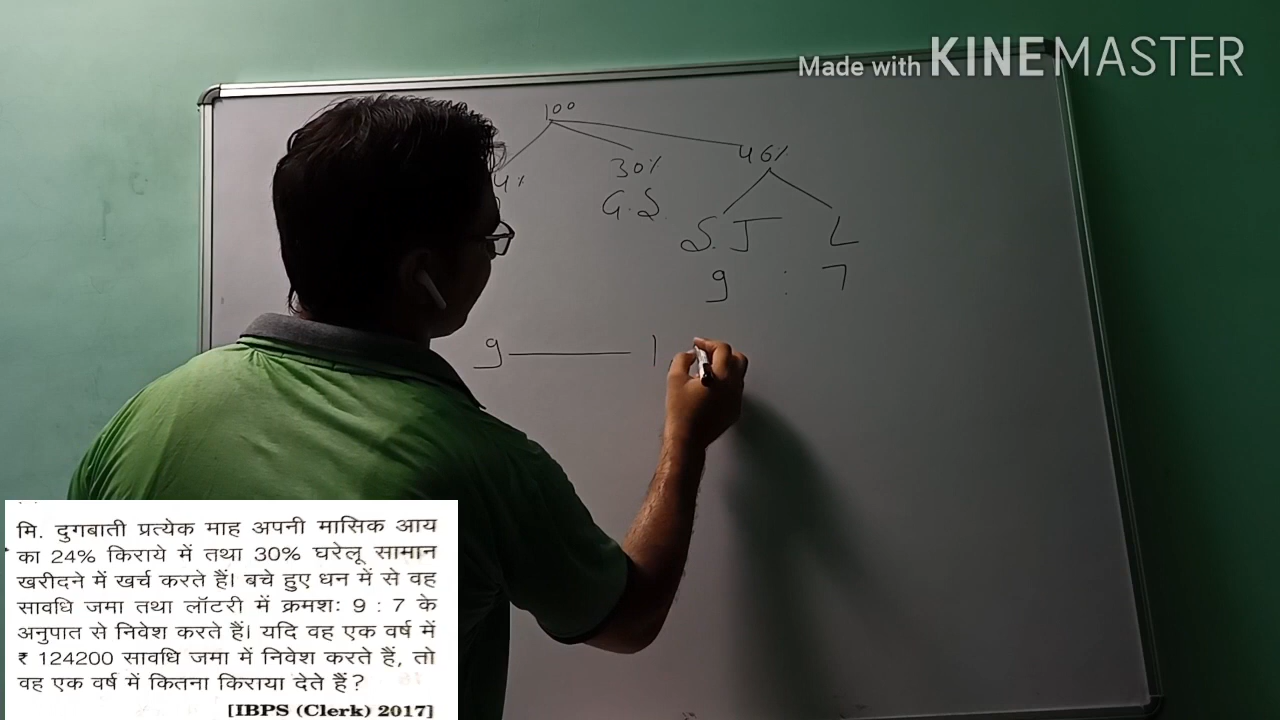 Made with KINEMASTER
100
4% 30% 46%
G.S.
S.J L
9 : 7
9 — 1
मि. दुगबाती प्रत्येक माह अपनी मासिक आय
का 24% किराये में तथा 30% घरेलू सामान
खरीदने में खर्च करते हैं। बचे हुए धन में से वह
सावधि जमा तथा लॉटरी में क्रमशः 9 : 7 के
अनुपात से निवेश करते हैं। यदि वह एक वर्ष में
₹ 124200 सावधि जमा में निवेश करते हैं, तो
वह एक वर्ष में कितना किराया देते हैं?
[IBPS (Clerk) 2017]